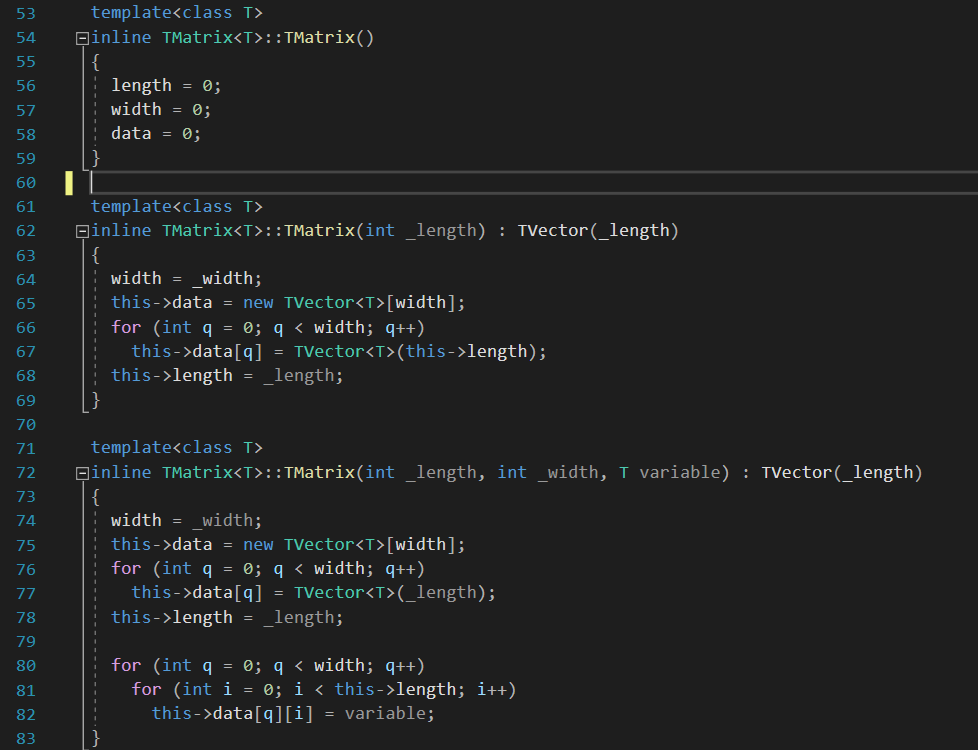 53 template<class T>
54 inline TMatrix<T>::TMatrix()
55 {
56 length = 0;
57 width = 0;
58 data = 0;
59 }
60
61 template<class T>
62 inline TMatrix<T>::TMatrix(int _length) : TVector(_length)
63 {
64 width = _width;
65 this->data = new TVector<T>[width];
66 for (int q = 0; q < width; q++)
67 this->data[q] = TVector<T>(this->length);
68 this->length = _length;
69 }
70
71 template<class T>
72 inline TMatrix<T>::TMatrix(int _length, int _width, T variable) : TVector(_length)
73 {
74 width = _width;
75 this->data = new TVector<T>[width];
76 for (int q = 0; q < width; q++)
77 this->data[q] = TVector<T>(_length);
78 this->length = _length;
79
80 for (int q = 0; q < width; q++)
81 for (int i = 0; i < this->length; i++)
82 this->data[q][i] = variable;
83 }